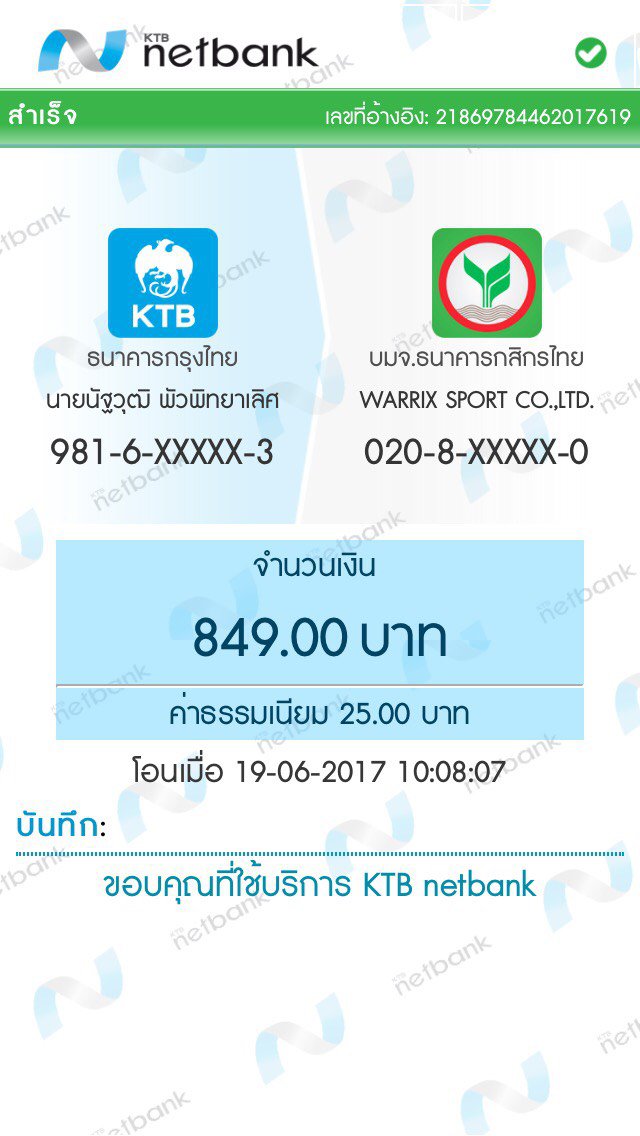 KTB
netbank
สำเร็จ
เลขที่อ้างอิง: 21869784462017619
KTB
ธนาคารกรุงไทย
บมจ.ธนาคารกสิกรไทย
นายนัฐวุฒิ พัวพิทยาเลิศ
WARRIX SPORT CO.,LTD.
981-6-XXXXX-3
020-8-XXXXX-0
จำนวนเงิน
849.00 บาท
ค่าธรรมเนียม 25.00 บาท
โอนเมื่อ 19-06-2017 10:08:07
บันทึก:
ขอบคุณที่ใช้บริการ KTB netbank